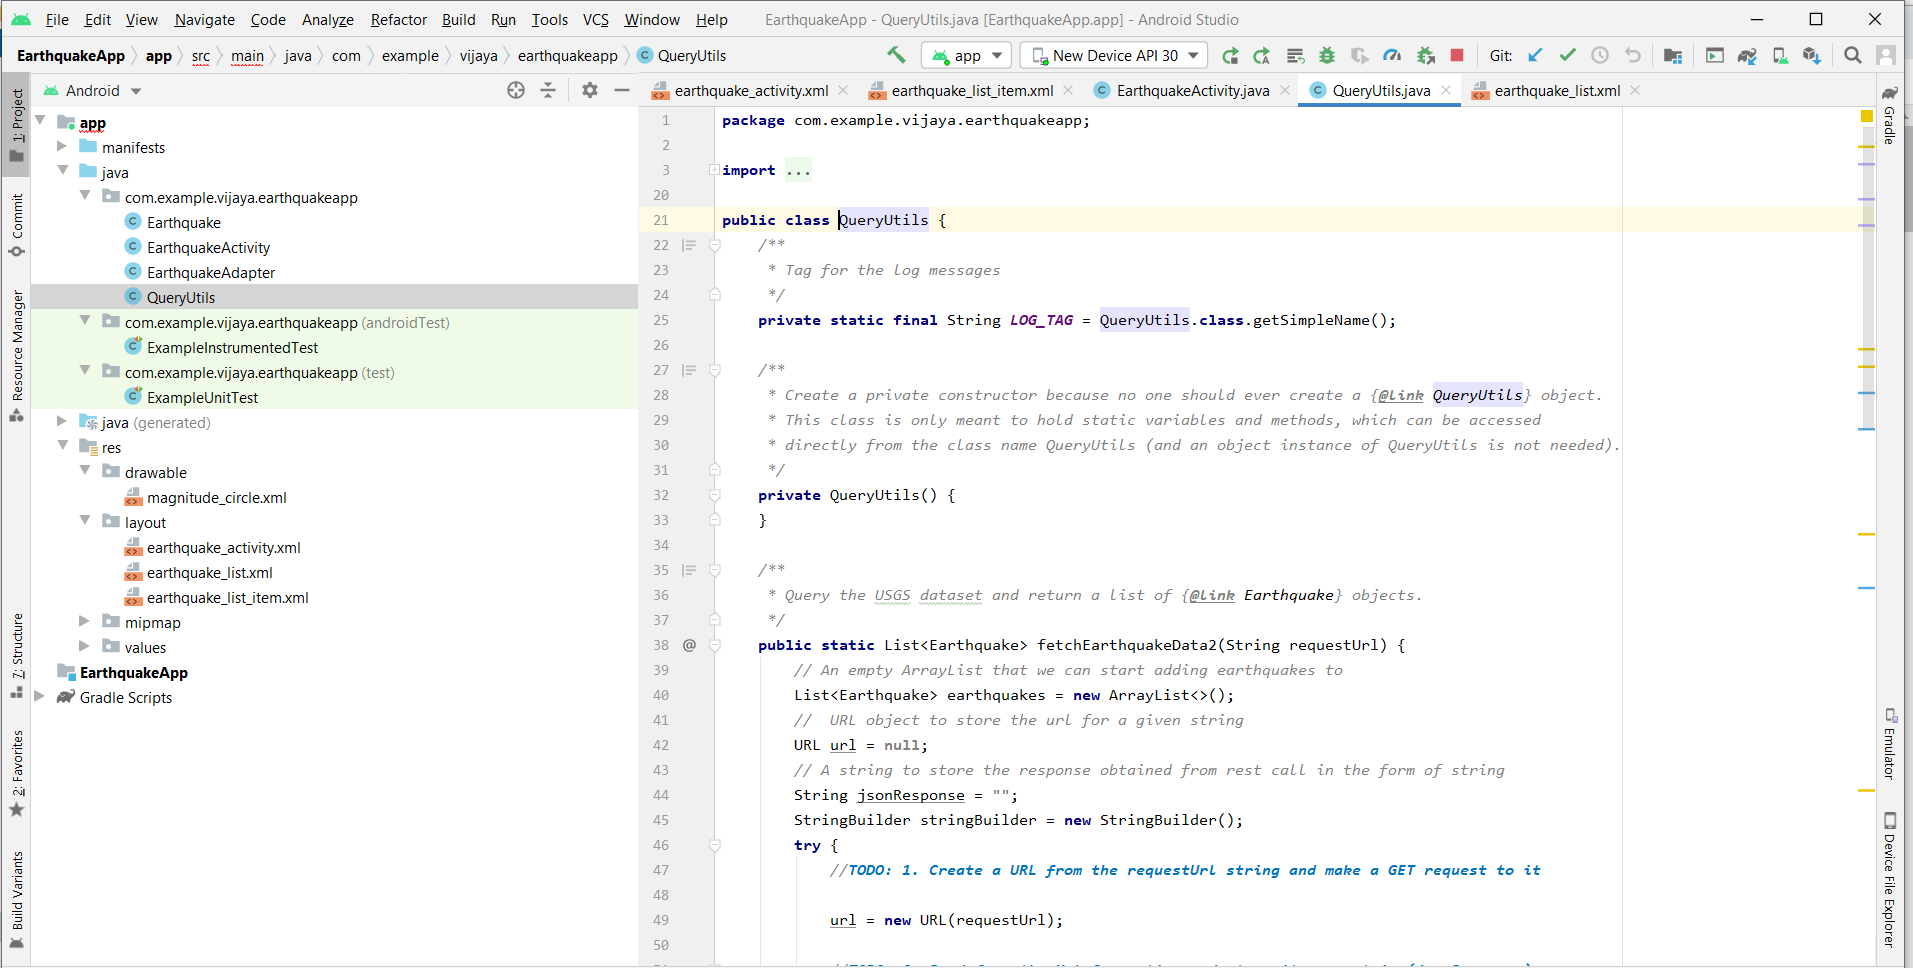 File Edit View Navigate Code Analyze Refactor Build Run Tools VCS Window Help EarthquakeApp - QueryUtils.java [EarthquakeApp.app] - Android Studio
EarthquakeApp app src main java com example vijaya earthquakeapp QueryUtils app New Device API 30 Git:
Android
earthquake_activity.xml earthquake_list_item.xml EarthquakeActivity.java QueryUtils.java earthquake_list.xml
1: Project
Commit
Resource Manager
7: Structure
2: Favorites
Build Variants
app
manifests
java
com.example.vijaya.earthquakeapp
Earthquake
EarthquakeActivity
EarthquakeAdapter
QueryUtils
com.example.vijaya.earthquakeapp (androidTest)
ExampleInstrumentedTest
com.example.vijaya.earthquakeapp (test)
ExampleUnitTest
java (generated)
res
drawable
magnitude_circle.xml
layout
earthquake_activity.xml
earthquake_list.xml
earthquake_list_item.xml
mipmap
values
EarthquakeApp
Gradle Scripts
1 package com.example.vijaya.earthquakeapp;
2
3 import ...
20
21 public class QueryUtils {
22 /**
23 * Tag for the log messages
24 */
25 private static final String LOG_TAG = QueryUtils.class.getSimpleName();
26
27 /**
28 * Create a private constructor because no one should ever create a {@link QueryUtils} object.
29 * This class is only meant to hold static variables and methods, which can be accessed
30 * directly from the class name QueryUtils (and an object instance of QueryUtils is not needed).
31 */
32 private QueryUtils() {
33 }
34
35 /**
36 * Query the USGS dataset and return a list of {@link Earthquake} objects.
37 */
38 @ public static List<Earthquake> fetchEarthquakeData2(String requestUrl) {
39 // An empty ArrayList that we can start adding earthquakes to
40 List<Earthquake> earthquakes = new ArrayList<>();
41 //  URL object to store the url for a given string
42 URL url = null;
43 // A string to store the response obtained from rest call in the form of string
44 String jsonResponse = "";
45 StringBuilder stringBuilder = new StringBuilder();
46 try {
47 //TODO: 1. Create a URL from the requestUrl string and make a GET request to it
48
49 url = new URL(requestUrl);
50
Gradle
Emulator
Device File Explorer